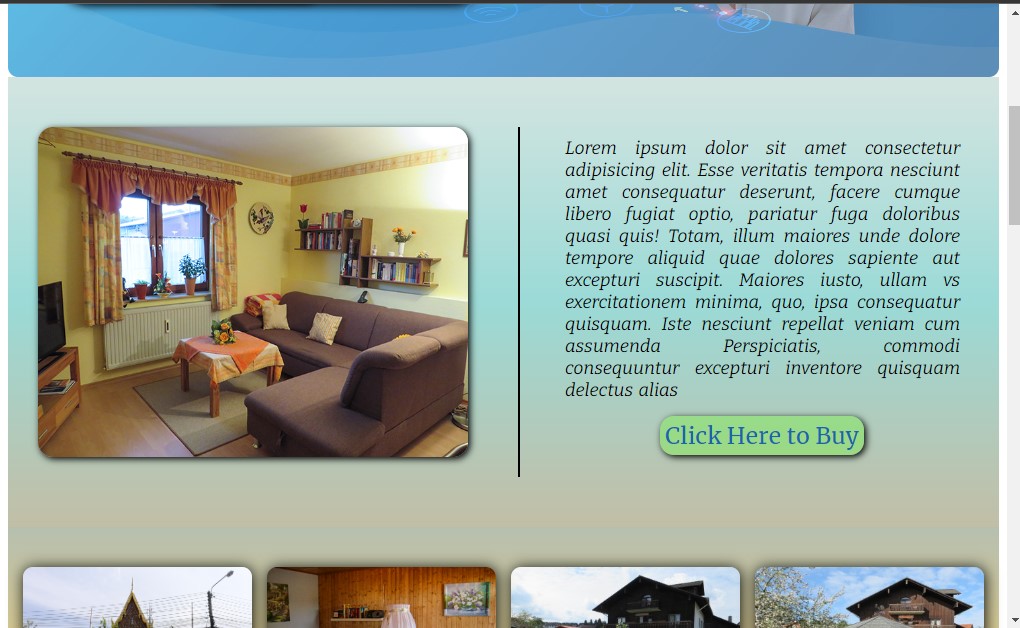 Lorem ipsum dolor sit amet consectetur
adipisicing elit. Esse veritatis tempora nesciunt
amet consequatur deserunt, facere cumque
libero fugiat optio, pariatur fuga doloribus
quasi quis! Totam, illum maiores unde dolore
tempore aliquid quae dolores sapiente aut
excepturi suscipit. Maiores iusto, ullam vs
exercitationem minima, quo, ipsa consequatur
quisquam. Iste nesciunt repellat veniam cum
assumenda Perspiciatis, commodi
consequuntur excepturi inventore quisquam
delectus alias
Click Here to Buy